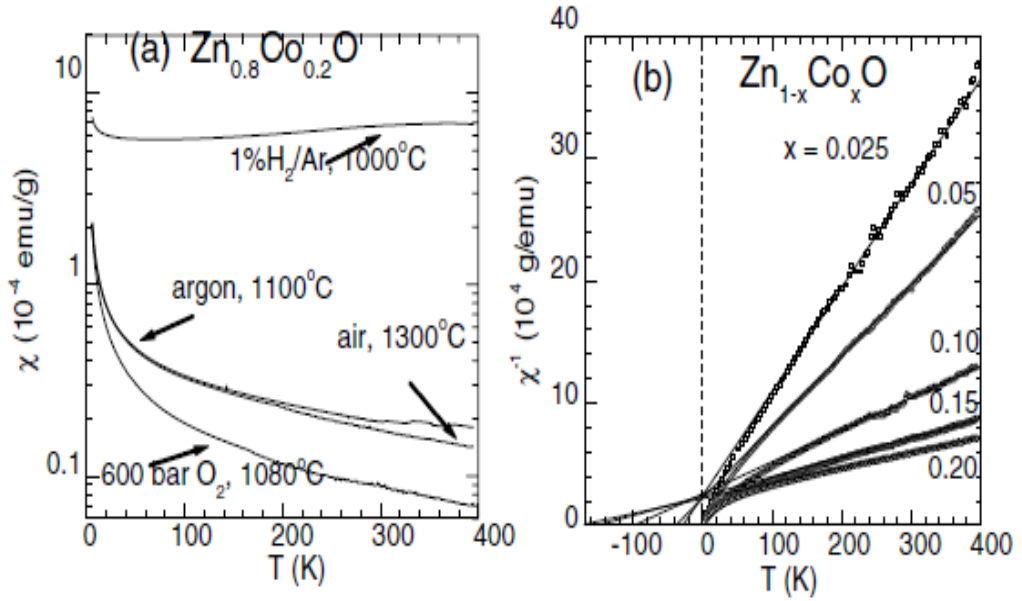 (a) Zn0.8Co0.2O
10
1
0.1
χ (10⁻⁴ emu/g)
1%H2/Ar, 1000°C
argon, 1100°C
air, 1300°C
600 bar O2, 1080°C
0 100 200 300 400
T (K)
(b) Zn1-xCoxO
40
30
20
10
0
χ⁻¹ (10⁴ g/emu)
x = 0.025
0.05
0.10
0.15
0.20
-100 0 100 200 300 400
T (K)